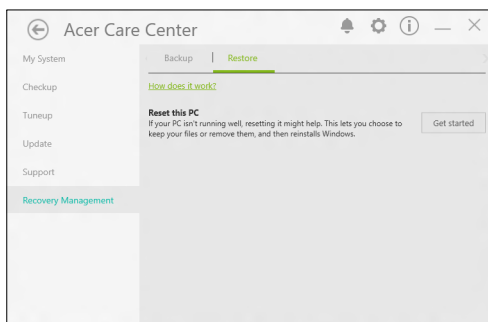 Acer Care Center
My System
Checkup
Tuneup
Update
Support
Recovery Management
Backup
Restore
How does it work?
Reset this PC
If your PC isn't running well, resetting it might help. This lets you choose to
keep your files or remove them, and then reinstalls Windows.
Get started